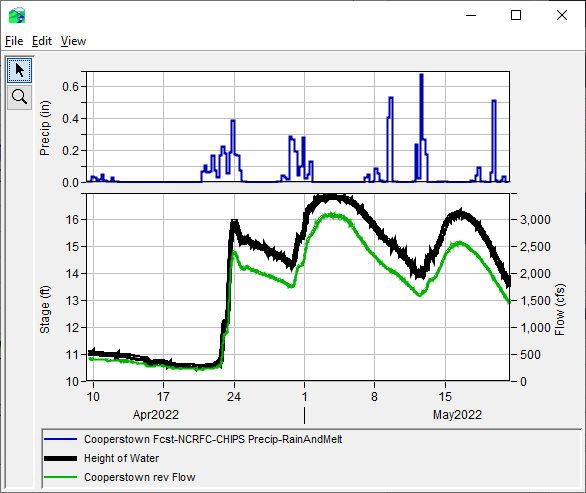 File Edit View
Precip (in)
0.6
0.4
0.2
0.0
Stage (ft)
16
15
14
13
12
11
10
3,000
2,500
2,000
1,500
1,000
500
0
Flow (cfs)
10 17 24 1 8 15
Apr2022 May2022
Cooperstown Fcst-NCRFC-CHIPS Precip-RainAndMelt
Height of Water
Cooperstown rev Flow